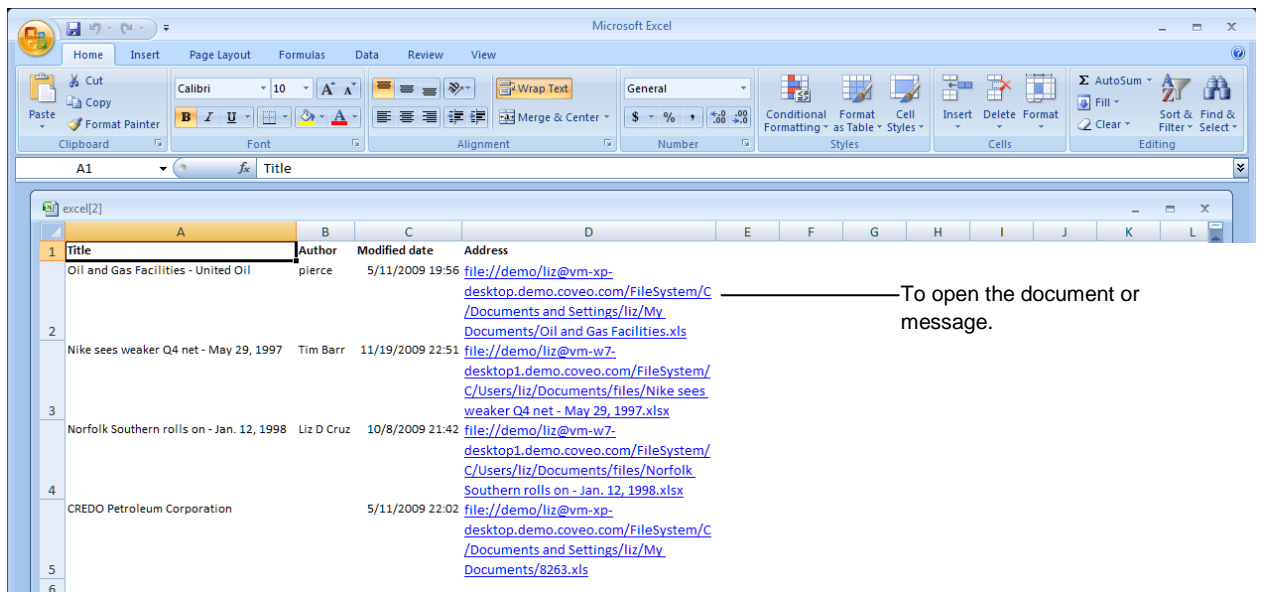 Microsoft Excel
Home Insert Page Layout Formulas Data Review View
Paste
Cut
Copy
Format Painter
Clipboard
Calibri 10 A A
B I U A
Font
Wrap Text
Merge & Center
Alignment
General
$ % , .0 .00 .00 .0
Number
Conditional Formatting
Format as Table
Cell Styles
Styles
Insert Delete Format
Cells
Σ AutoSum
Fill
Clear
Sort & Filter
Find & Select
Editing
A1 fx Title
excel[2]
A B C D E F G H I J K L
1 Title Author Modified date Address
Oil and Gas Facilities - United Oil pierce 5/11/2009 19:56 file://demo/liz@vm-xp-
desktop.demo.coveo.com/FileSystem/C
/Documents and Settings/liz/My
2 Documents/Oil and Gas Facilities.xls
To open the document or
message.
Nike sees weaker Q4 net - May 29, 1997 Tim Barr 11/19/2009 22:51 file://demo/liz@vm-w7-
desktop1.demo.coveo.com/FileSystem/
C/Users/liz/Documents/files/Nike sees
3 weaker Q4 net - May 29, 1997.xlsx
Norfolk Southern rolls on - Jan. 12, 1998 Liz D Cruz 10/8/2009 21:42 file://demo/liz@vm-w7-
desktop1.demo.coveo.com/FileSystem/
C/Users/liz/Documents/files/Norfolk
4 Southern rolls on - Jan. 12, 1998.xlsx
CREDO Petroleum Corporation 5/11/2009 22:02 file://demo/liz@vm-xp-
desktop.demo.coveo.com/FileSystem/C
/Documents and Settings/liz/My
5 Documents/8263.xls
6